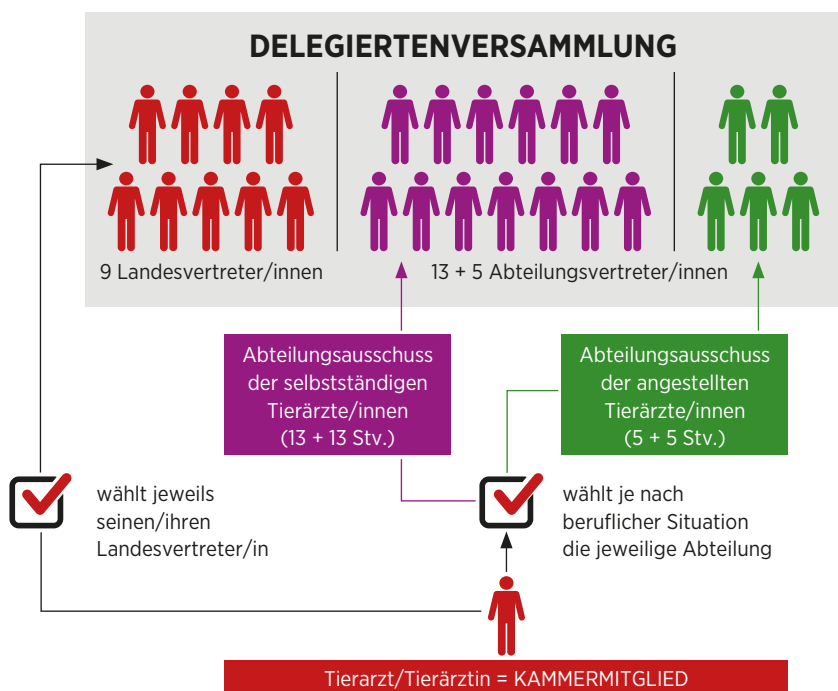 DELEGIERTENVERSAMMLUNG
9 Landesvertreter/innen
13 + 5 Abteilungsvertreter/innen
Abteilungsausschuss
der selbstständigen
Tierärzte/innen
(13 + 13 Stv.)
Abteilungsausschuss
der angestellten
Tierärzte/innen
(5 + 5 Stv.)
wählt jeweils
seinen/ihren
Landesvertreter/in
wählt je nach
beruflicher Situation
die jeweilige Abteilung
Tierarzt/Tierärztin = KAMMERMITGLIED